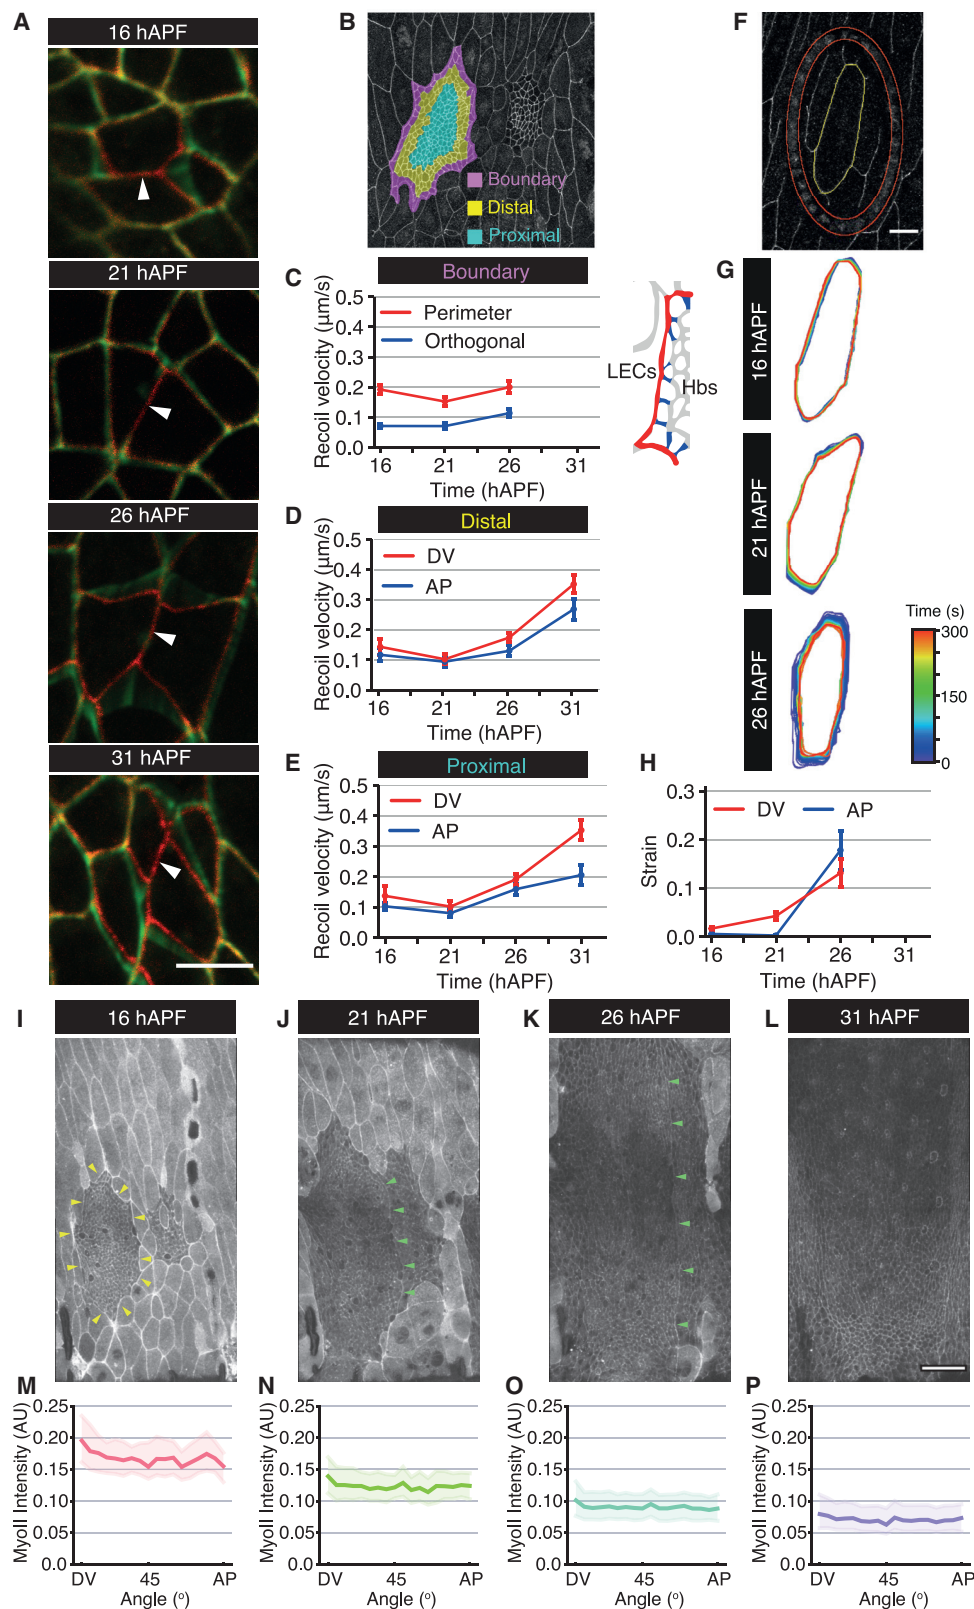 A
16 hAPF
21 hAPF
26 hAPF
31 hAPF
B
Boundary
Distal
Proximal
C
Boundary
Recoil velocity (µm/s)
0.5
0.4
0.3
0.2
0.1
0.0
Perimeter
Orthogonal
16 21 26 31
Time (hAPF)
LECs
Hbs
D
Distal
Recoil velocity (µm/s)
0.5
0.4
0.3
0.2
0.1
0.0
DV
AP
16 21 26 31
Time (hAPF)
E
Proximal
Recoil velocity (µm/s)
0.5
0.4
0.3
0.2
0.1
0.0
DV
AP
16 21 26 31
Time (hAPF)
F
G
16 hAPF
21 hAPF
26 hAPF
Time (s)
300
150
0
H
Strain
0.3
0.2
0.1
0.0
DV AP
16 21 26 31
Time (hAPF)
I
16 hAPF
J
21 hAPF
K
26 hAPF
L
31 hAPF
M
MyoII Intensity (AU)
0.25
0.20
0.15
0.10
0.05
0.0
DV 45 AP
Angle (º)
N
MyoII Intensity (AU)
0.25
0.20
0.15
0.10
0.05
0.0
DV 45 AP
Angle (º)
O
MyoII Intensity (AU)
0.25
0.20
0.15
0.10
0.05
0.0
DV 45 AP
Angle (º)
P
MyoII Intensity (AU)
0.25
0.20
0.15
0.10
0.05
0.0
DV 45 AP
Angle (º)